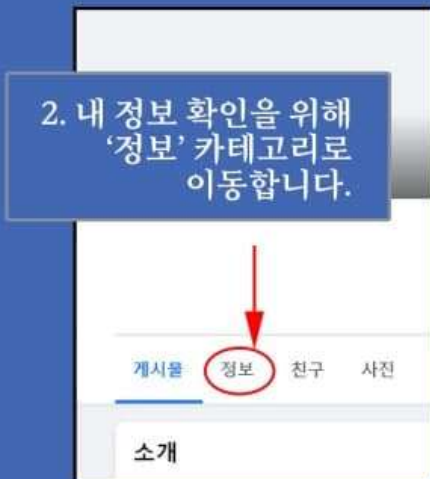 2. 내 정보 확인을 위해
‘정보’ 카테고리로
이동합니다.
게시물 정보 친구 사진
소개